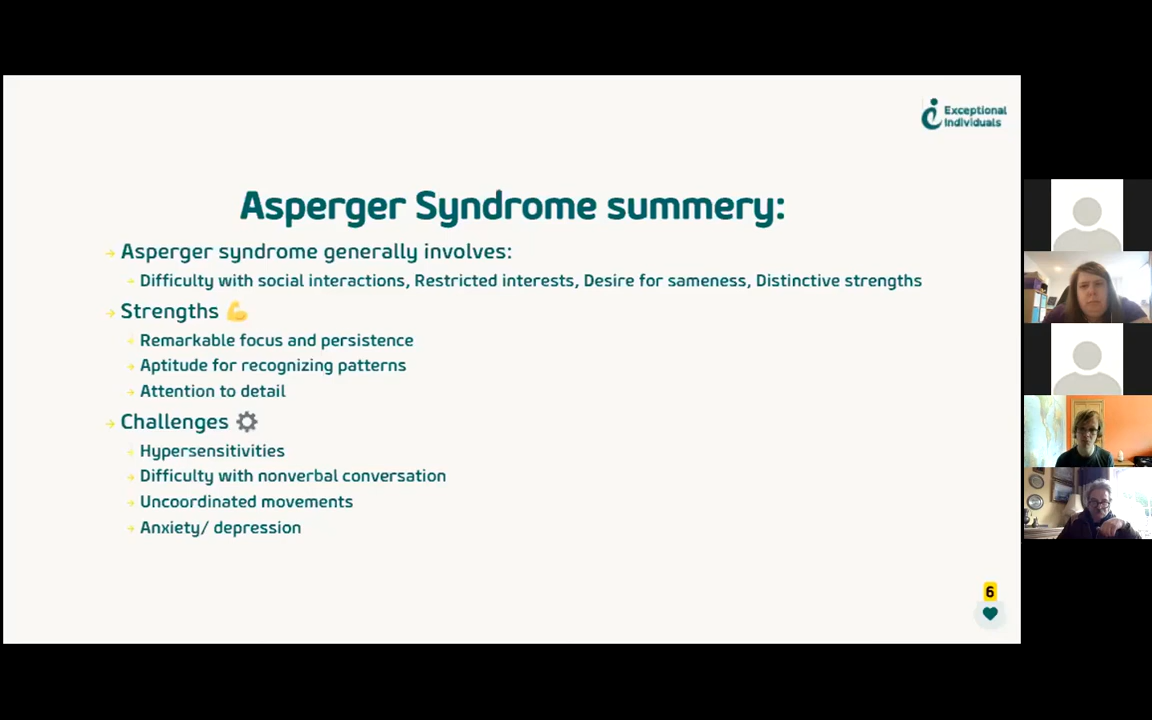 Exceptional
Individuals
Asperger Syndrome summery:
Asperger syndrome generally involves:
Difficulty with social interactions, Restricted interests, Desire for sameness, Distinctive strengths
Strengths 💪
Remarkable focus and persistence
Aptitude for recognizing patterns
Attention to detail
Challenges ⚙️
Hypersensitivities
Difficulty with nonverbal conversation
Uncoordinated movements
Anxiety/ depression
6